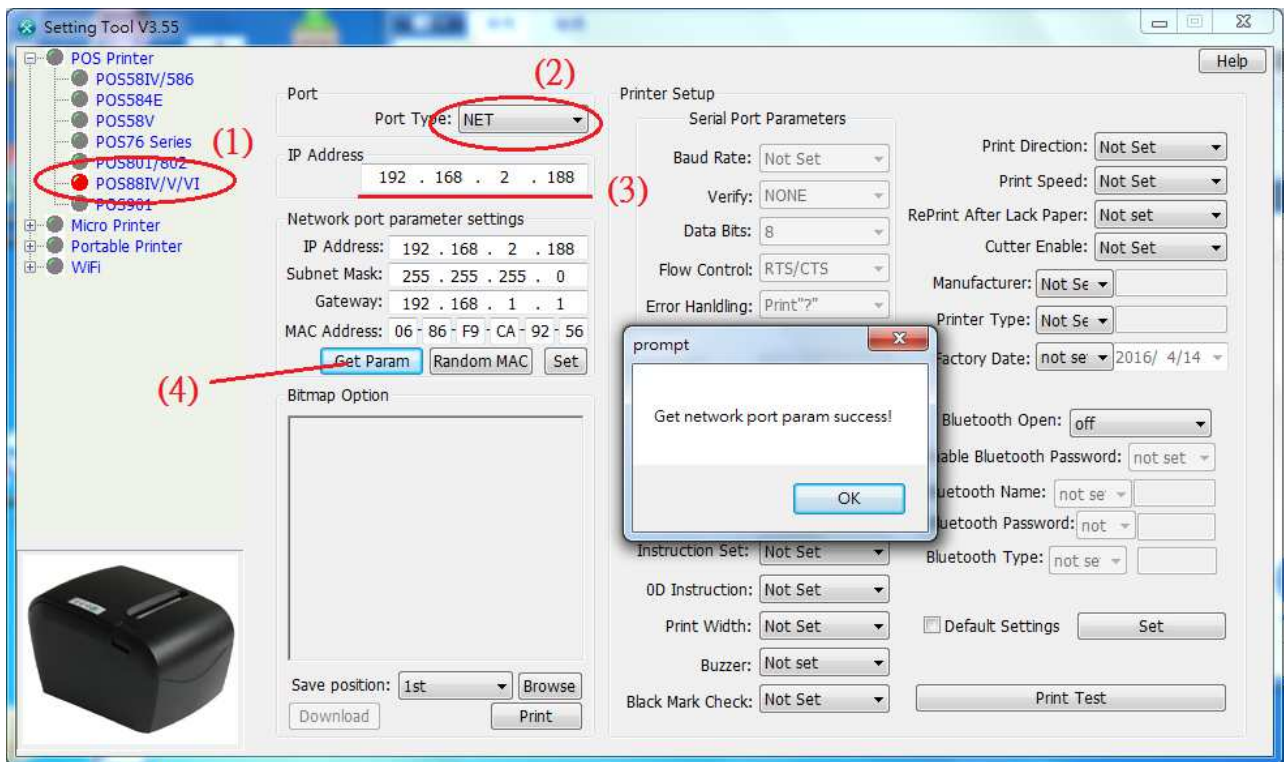 Setting Tool V3.55
Help
POS Printer
POS58IV/586
POS584E
POS58V
POS76 Series
POS801/802
POS88IV/V/VI
POS901
Micro Printer
Portable Printer
WiFi
(1)
Port
(2)
Port Type: NET
IP Address
192 . 168 . 2 . 188
(3)
Network port parameter settings
IP Address: 192 . 168 . 2 . 188
Subnet Mask: 255 . 255 . 255 . 0
Gateway: 192 . 168 . 1 . 1
MAC Address: 06 - 86 - F9 - CA - 92 - 56
Get Param Random MAC Set
(4)
Bitmap Option
Save position: 1st Browse
Download Print
Printer Setup
Serial Port Parameters
Baud Rate: Not Set
Verify: NONE
Data Bits: 8
Flow Control: RTS/CTS
Error Hanldling: Print"?"
prompt
Get network port param success!
OK
Instruction Set: Not Set
0D Instruction: Not Set
Print Width: Not Set
Buzzer: Not set
Black Mark Check: Not Set
Print Direction: Not Set
Print Speed: Not Set
RePrint After Lack Paper: Not set
Cutter Enable: Not Set
Manufacturer: Not Se
Printer Type: Not Se
Factory Date: not se 2016/ 4/14
Bluetooth Open: off
able Bluetooth Password: not set
uetooth Name: not se
uetooth Password: not
Bluetooth Type: not se
Default Settings Set
Print Test